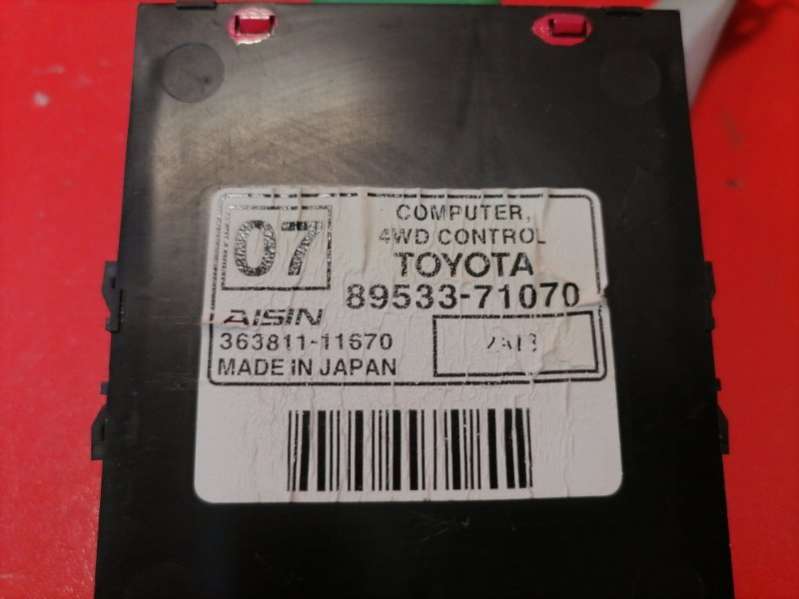 07
COMPUTER,
4WD CONTROL
TOYOTA
89533-71070
AISIN
363811-11670
MADE IN JAPAN